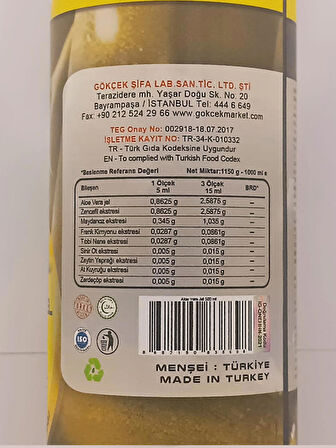 GÖKÇEK ŞİFA LAB.SAN.TİC. LTD. ŞTİ
Terazidere mh. Yaşar Doğu Sk. No. 20
Bayrampaşa / İSTANBUL Tel: 444 6 649
Fax:+90 212 524 29 66 www.gokcekmarket.com
TEG Onay No: 002918-18.07.2017
İŞLETME KAYIT NO: TR-34-K-010332
TR - Türk Gıda Kodeksine Uygundur
EN - To complied with Turkish Food Codex
*Beslenme Referans Değeri Net Miktar:1150 g - 1000 ml e
Bileşen 1 Ölçek 5 ml 3 Ölçek 15 ml BRD*
Aloe Vera jel 0,8625 g 2,5875 g –
Zencefil ekstresi 0,8625 g 2,5875 g –
Maydanoz ekstresi 0,345 g 1,035 g –
Frenk Kimyonu ekstresi 0,0287 g 0,0861g –
Tıbbi Nane ekstresi 0,0287 g 0,0861g –
Sinir Ot ekstresi 0,005 g 0,015 g –
Zeytin Yaprağı ekstresi 0,005 g 0,015 g –
At Kuyruğu ekstresi 0,005 g 0,015 g –
Zerdeçöp ekstresi 0,005 g 0,015 g –
ISO
MENŞEİ : TÜRKİYE
MADE IN TURKEY